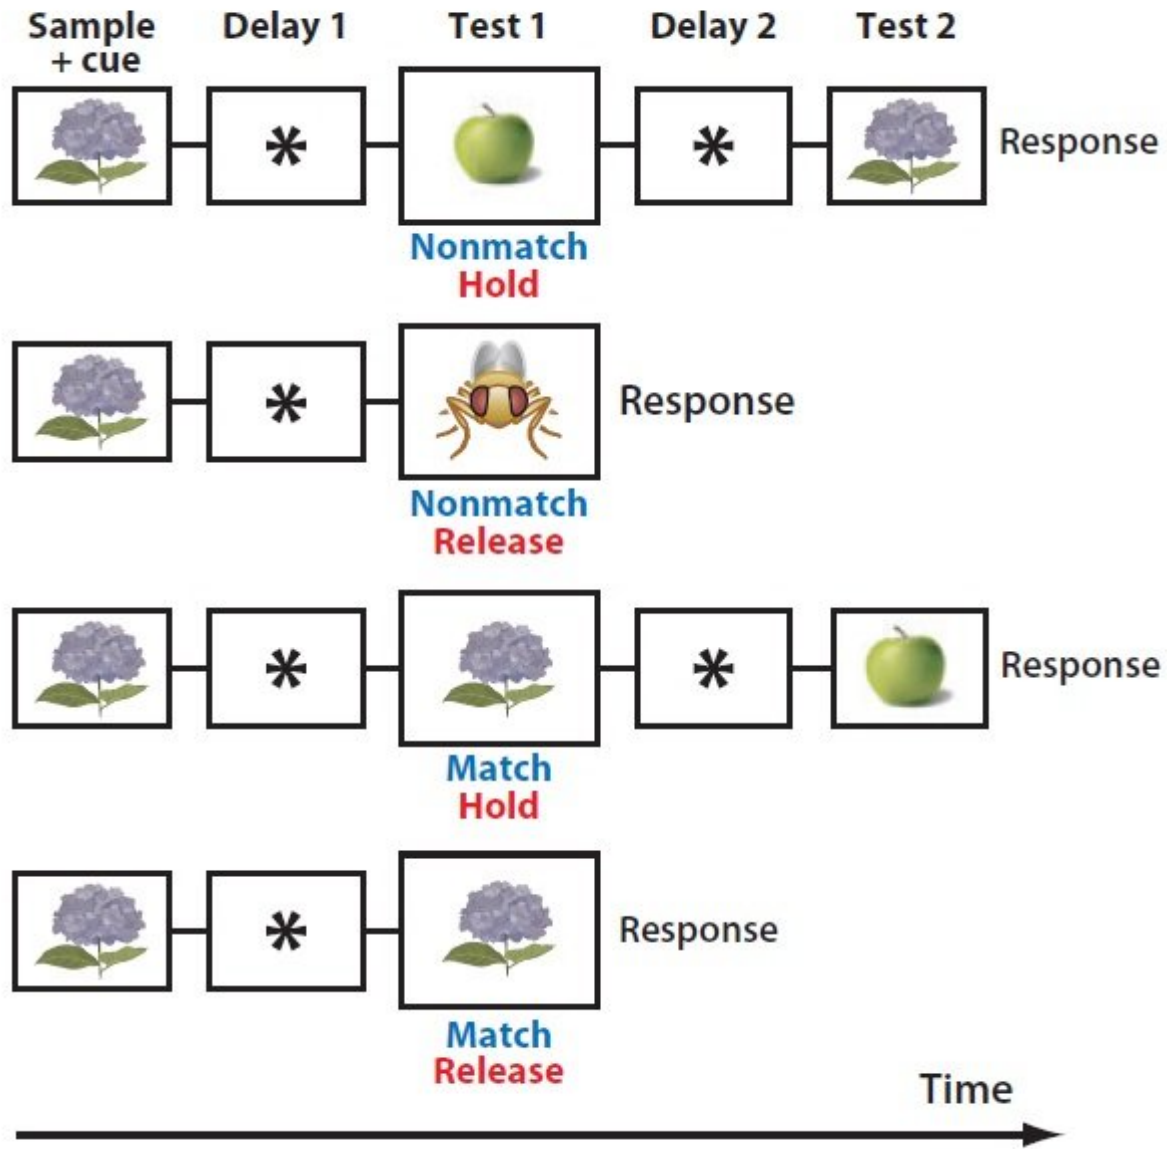 Sample + cue
Delay 1
Test 1
Delay 2
Test 2
*
*
Response
Nonmatch
Hold
*
Response
Nonmatch
Release
*
*
Response
Match
Hold
*
Response
Match
Release
Time